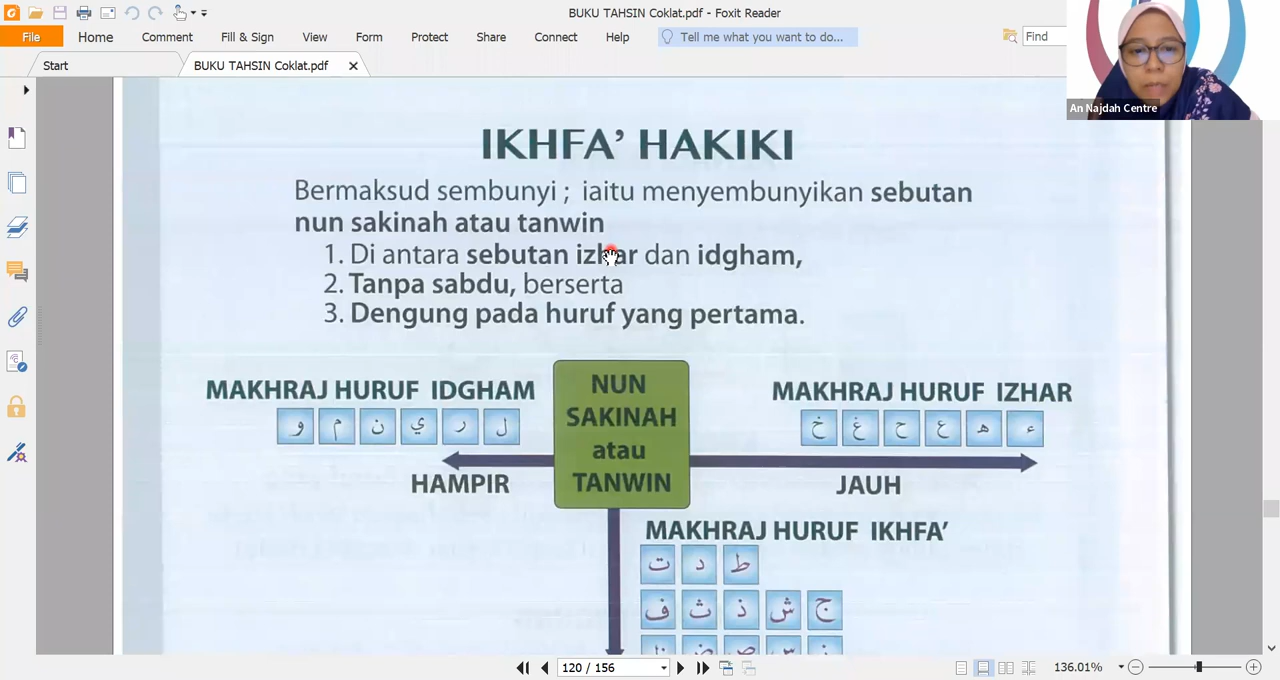 BUKU TAHSIN Coklat.pdf - Foxit Reader
File Home Comment Fill & Sign View Form Protect Share Connect Help Tell me what you want to do... Find
Start BUKU TAHSIN Coklat.pdf
An Najdah Centre
IKHFA' HAKIKI
Bermaksud sembunyi ; iaitu menyembunyikan sebutan
nun sakinah atau tanwin
1. Di antara sebutan izhar dan idgham,
2. Tanpa sabdu, berserta
3. Dengung pada huruf yang pertama.
MAKHRAJ HURUF IDGHAM
و م ن ي ر ل
HAMPIR
NUN
SAKINAH
atau
TANWIN
MAKHRAJ HURUF IZHAR
خ غ ح ع ه ء
JAUH
MAKHRAJ HURUF IKHFA'
ت د ط
ف ث ذ ش ج
120 / 156
136.01%